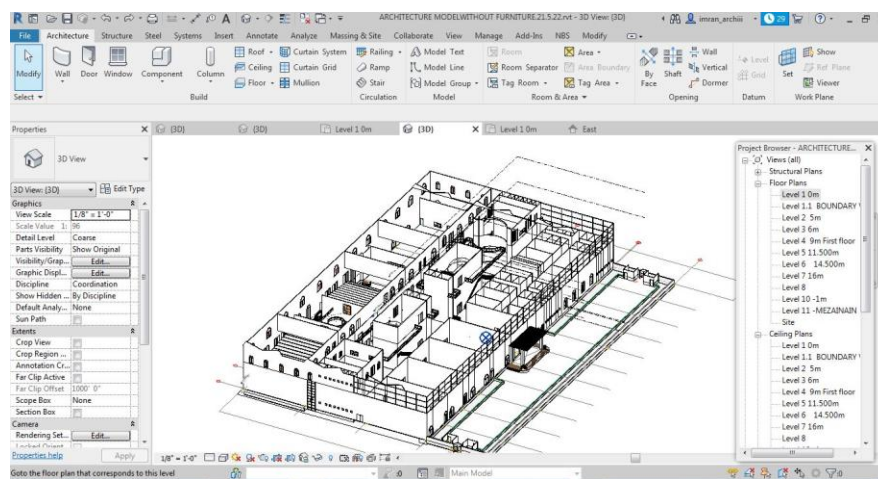 ARCHITECTURE MODELWITHOUT FURNITURE.21.5.22.rvt - 3D View: {3D}
imran_archiii
29
File Architecture Structure Steel Systems Insert Annotate Analyze Massing & Site Collaborate View Manage Add-Ins NBS Modify
Modify
Wall
Door
Window
Component
Column
Roof
Ceiling
Floor
Curtain System
Curtain Grid
Mullion
Railing
Ramp
Stair
Model Text
Model Line
Model Group
Room
Room Separator
Tag Room
Area
Area Boundary
Tag Area
By Face
Shaft
Wall
Vertical
Dormer
Level
Grid
Set
Show
Ref Plane
Viewer
Select
Build
Circulation
Model
Room & Area
Opening
Datum
Work Plane
Properties
{3D}
{3D}
Level 1 0m
{3D}
Level 1 0m
East
3D View
3D View: {3D}
Edit Type
Graphics
View Scale 1/8" = 1'-0"
Scale Value 1: 96
Detail Level Coarse
Parts Visibility Show Original
Visibility/Grap... Edit...
Graphic Displ... Edit...
Discipline Coordination
Show Hidden ... By Discipline
Default Analy... None
Sun Path
Extents
Crop View
Crop Region ...
Annotation Cr...
Far Clip Active
Far Clip Offset 1000' 0"
Scope Box None
Section Box
Camera
Rendering Set... Edit...
Locked Orient...
Properties help
Apply
Project Browser - ARCHITECTURE...
Views (all)
Structural Plans
Floor Plans
Level 1 0m
Level 1.1 BOUNDARY
Level 2 5m
Level 3 6m
Level 4 9m First floor
Level 5 11.500m
Level 6 14.500m
Level 7 16m
Level 8
Level 10 -1m
Level 11 -MEZAINAIN
Site
Ceiling Plans
Level 1 0m
Level 1.1 BOUNDARY
Level 2 5m
Level 3 6m
Level 4 9m First floor
Level 5 11.500m
Level 6 14.500m
Level 7 16m
Level 8
1/8" = 1'-0"
Goto the floor plan that corresponds to this level
:0
Main Model
:0